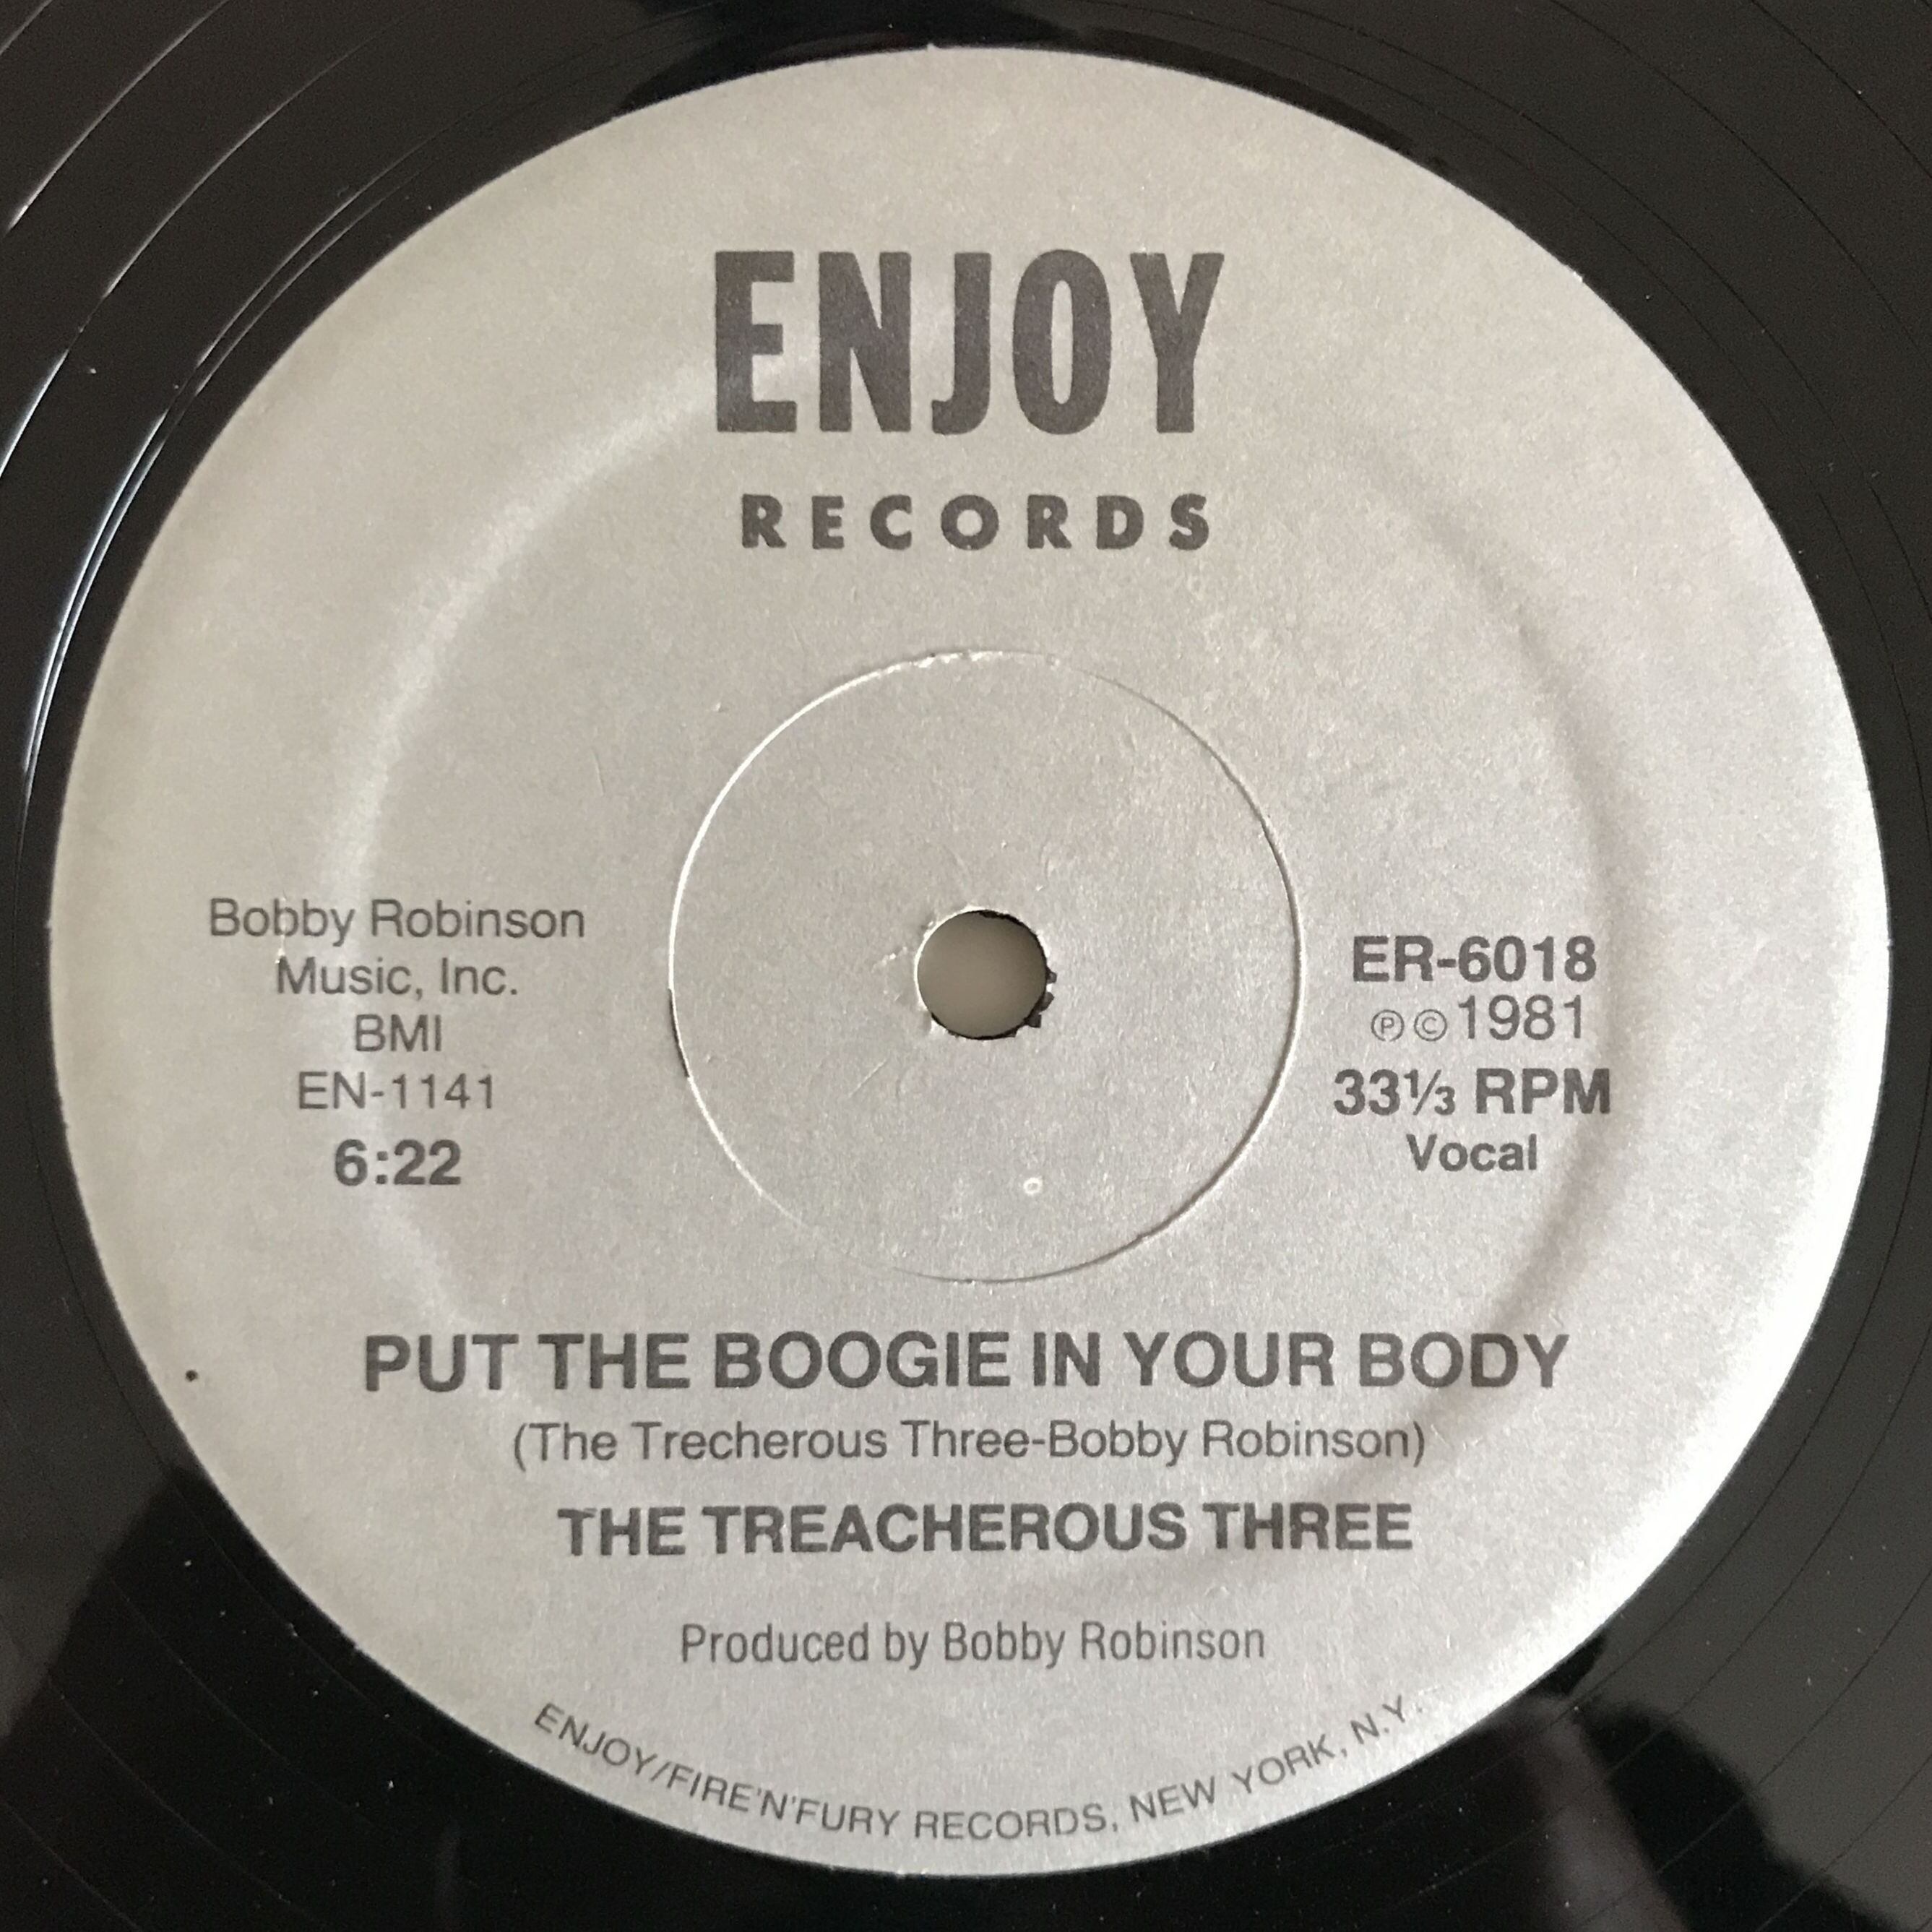 ENJOY
RECORDS
Bobby Robinson
Music, Inc.
BMI
EN-1141
6:22
ER-6018
℗©1981
33⅓ RPM
Vocal
PUT THE BOOGIE IN YOUR BODY
(The Trecherous Three-Bobby Robinson)
THE TREACHEROUS THREE
Produced by Bobby Robinson
ENJOY/FIRE'N'FURY RECORDS, NEW YORK, N.Y.